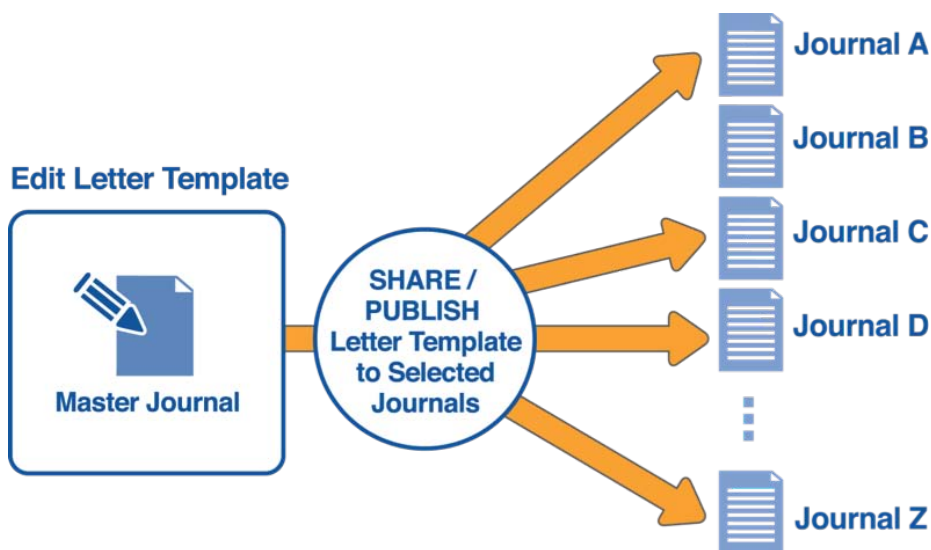 Edit Letter Template
Master Journal
SHARE /
PUBLISH
Letter Template
to Selected
Journals
Journal A
Journal B
Journal C
Journal D
Journal Z